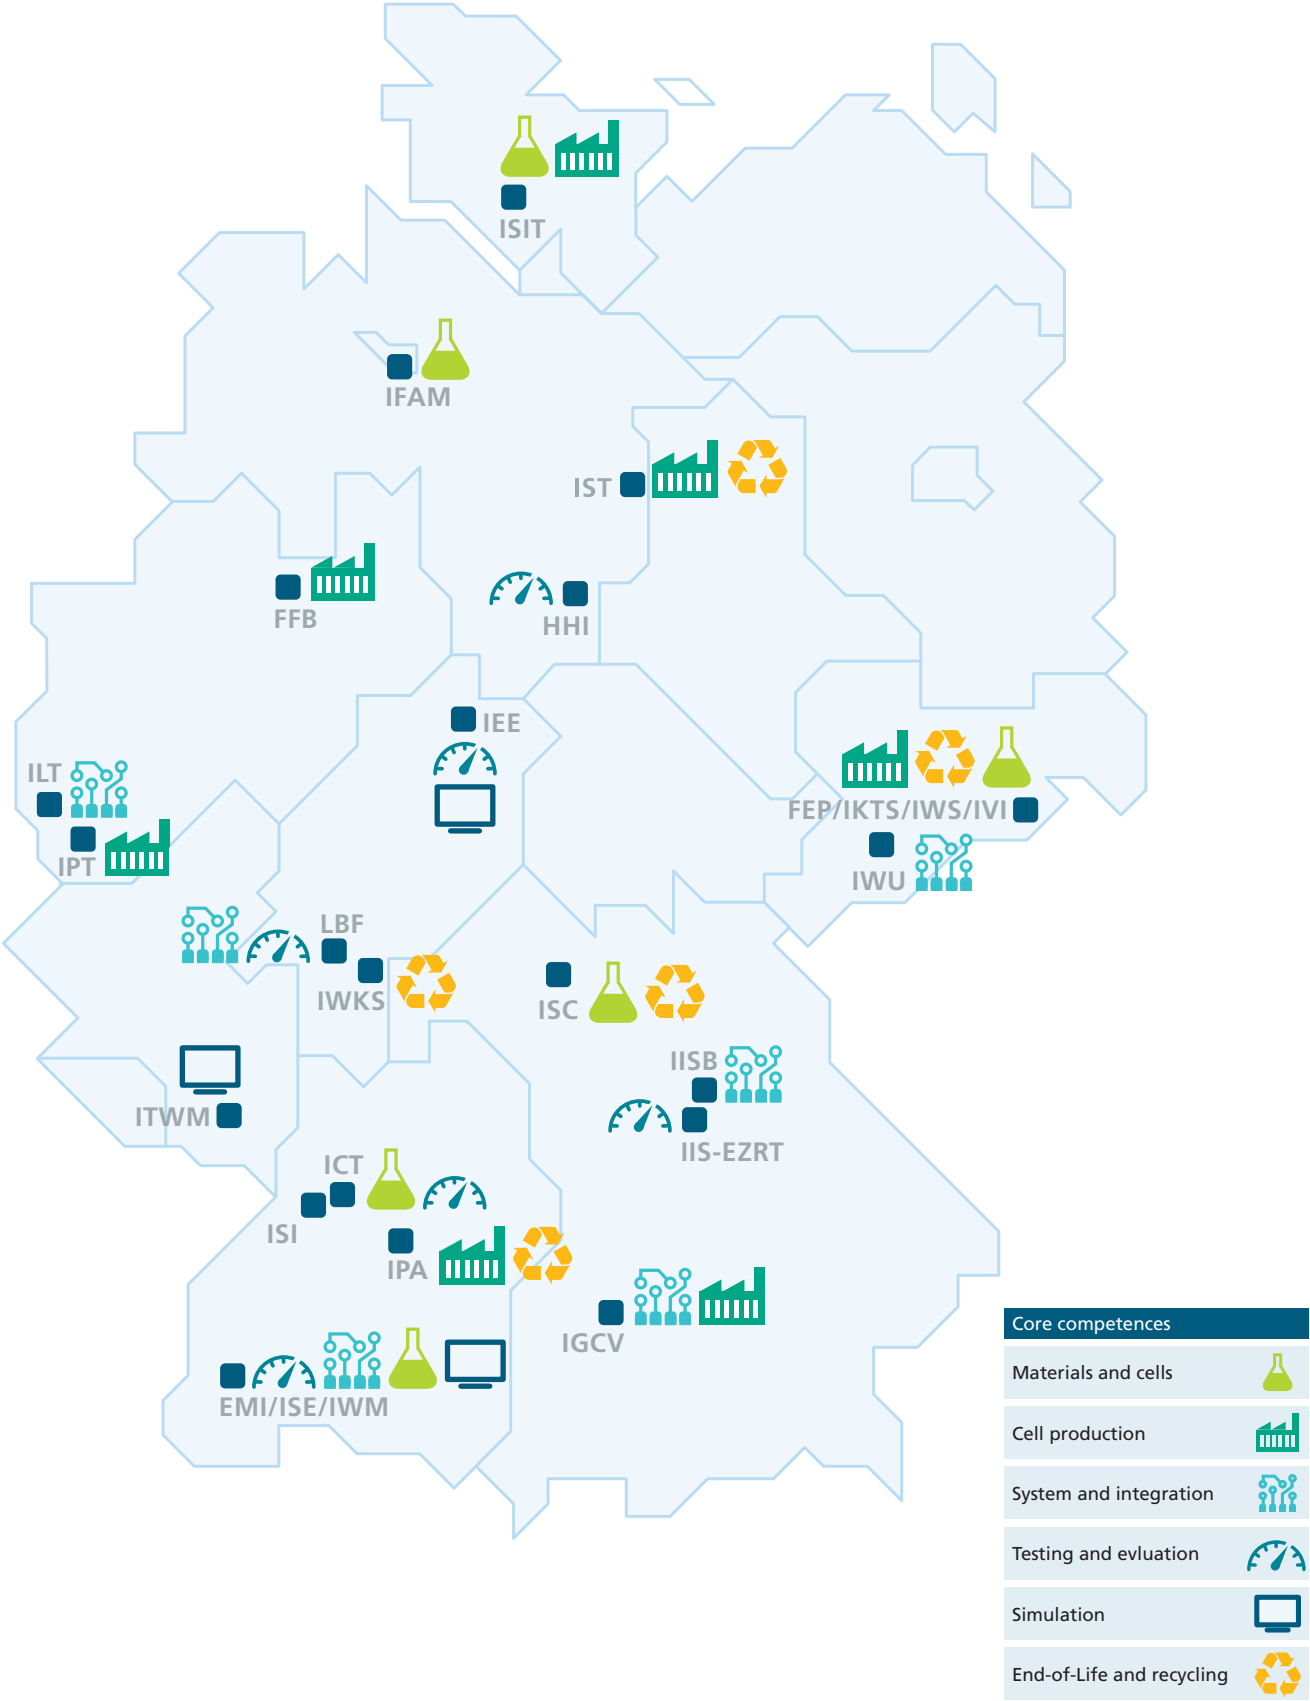 ISIT
IFAM
IST
FFB
HHI
IEE
ILT
IPT
FEP/IKTS/IWS/IVI
IWU
LBF
IWKS
ISC
IISB
IIS-EZRT
ITWM
ICT
ISI
IPA
IGCV
EMI/ISE/IWM
Core competences
Materials and cells
Cell production
System and integration
Testing and evluation
Simulation
End-of-Life and recycling